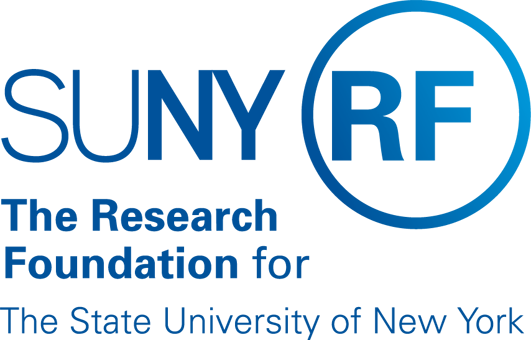 SUNY RF
The Research
Foundation for
The State University of New York